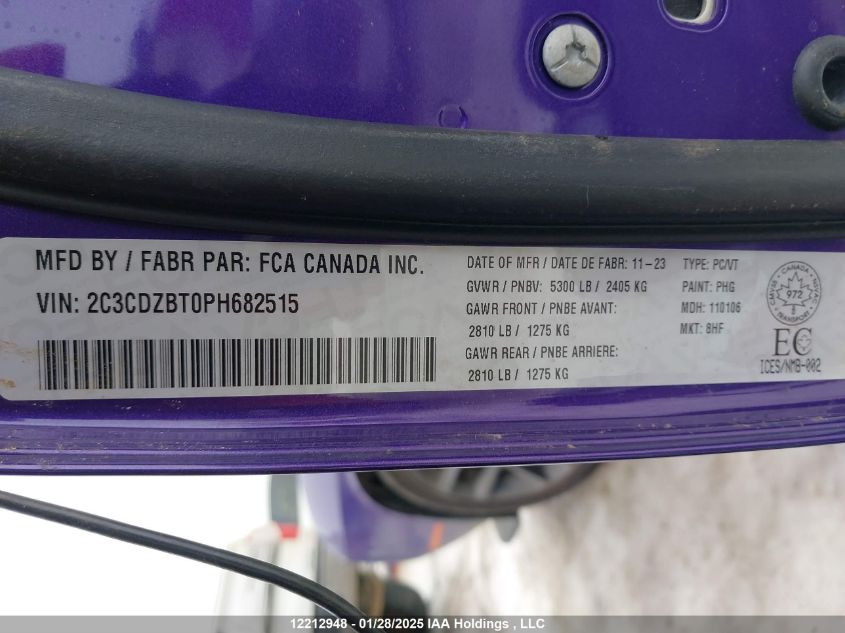 MFD BY / FABR PAR: FCA CANADA INC.
VIN: 2C3CDZBT0PH682515
DATE OF MFR / DATE DE FABR: 11-23
GVWR / PNBV: 5300 LB / 2405 KG
GAWR FRONT / PNBE AVANT:
2810 LB / 1275 KG
GAWR REAR / PNBE ARRIERE:
2810 LB / 1275 KG
TYPE: PC/VT
PAINT: PHG
MDH: 110106
MKT: 8HF
CMVSS NSVAC
972
TRANSPORT
EC
ICES/NMB-002
12212948 - 01/28/2025 IAA Holdings , LLC